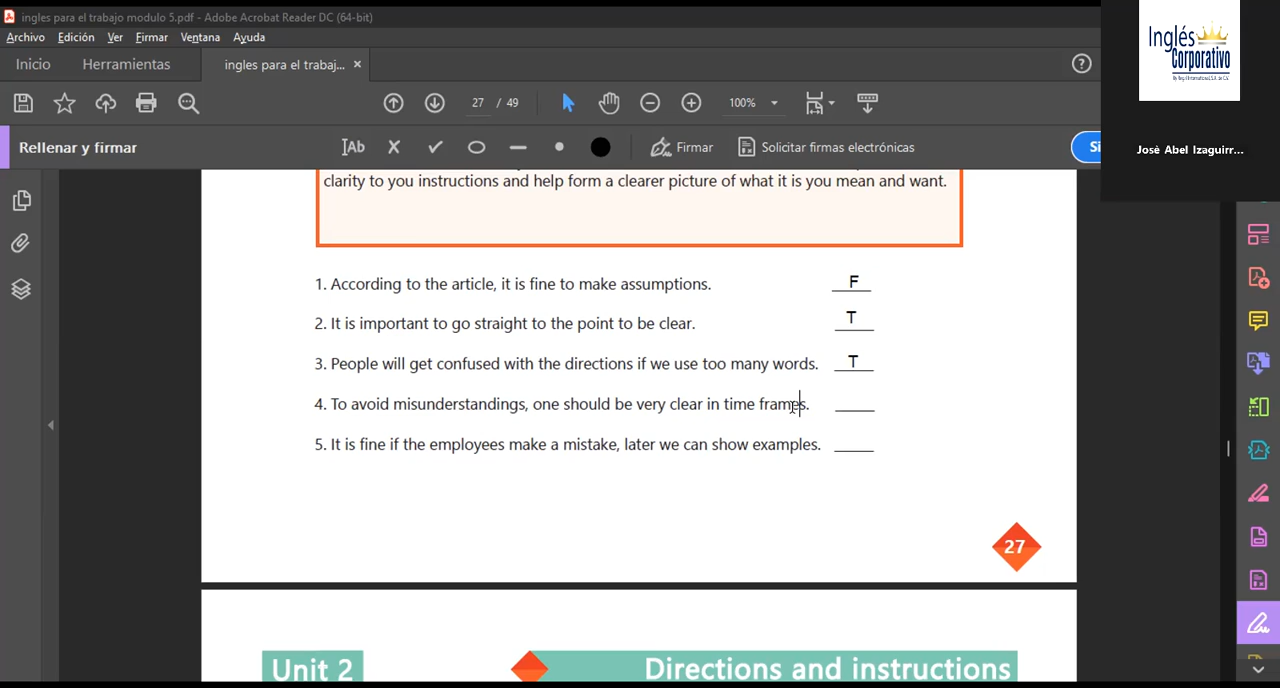 ingles para el trabajo modulo 5.pdf - Adobe Acrobat Reader DC (64-bit)
Archivo Edición Ver Firmar Ventana Ayuda
Inicio Herramientas ingles para el trabaj... ×
27 / 49 100%
Rellenar y firmar IAb Firmar Solicitar firmas electrónicas
Inglés
Corporativo
Josè Abel Izaguirr...
clarity to you instructions and help form a clearer picture of what it is you mean and want.
1. According to the article, it is fine to make assumptions. F
2. It is important to go straight to the point to be clear. T
3. People will get confused with the directions if we use too many words. T
4. To avoid misunderstandings, one should be very clear in time frames. ____
5. It is fine if the employees make a mistake, later we can show examples. ____
27
Unit 2 Directions and instructions